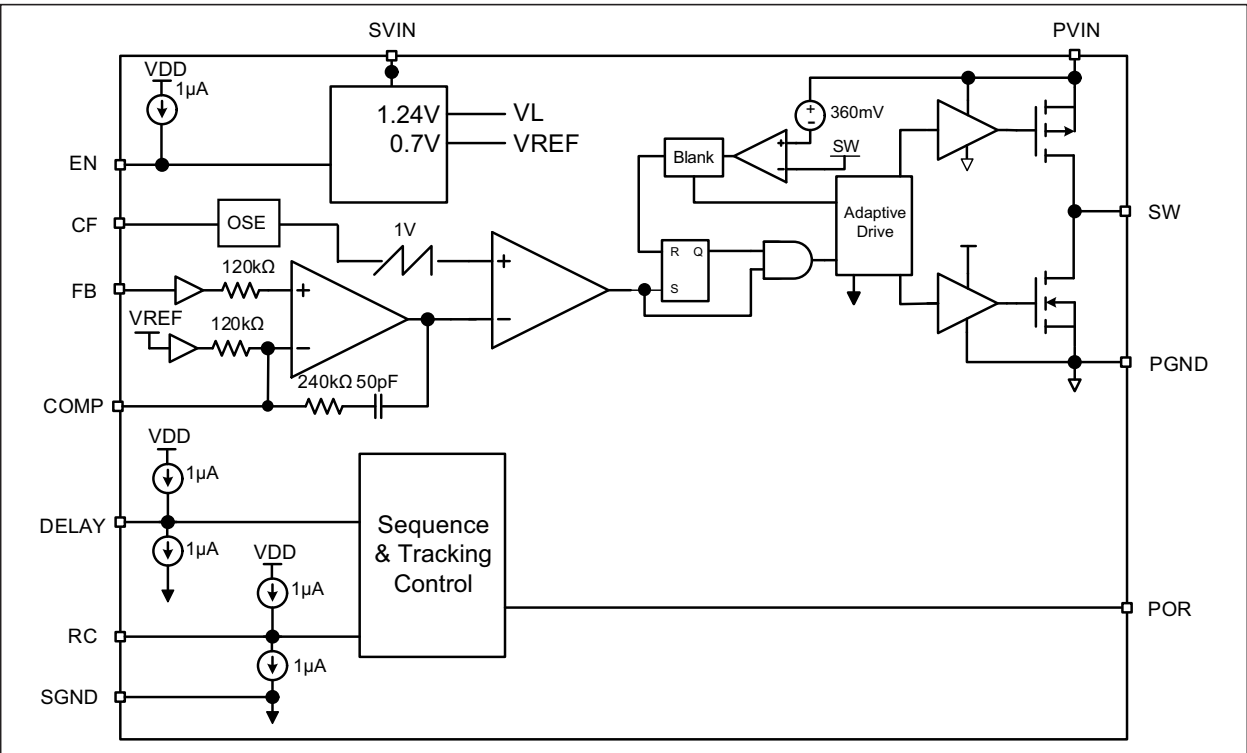 SVIN
PVIN
VDD
1µA
1.24V
VL
0.7V
VREF
EN
+
-
360mV
Blank
+
-
SW
CF
OSE
1V
Adaptive
Drive
SW
R Q
S
FB
120kΩ
+
+
-
VREF
120kΩ
-
240kΩ 50pF
COMP
PGND
VDD
1µA
DELAY
1µA
VDD
1µA
Sequence
& Tracking
Control
RC
1µA
SGND
POR